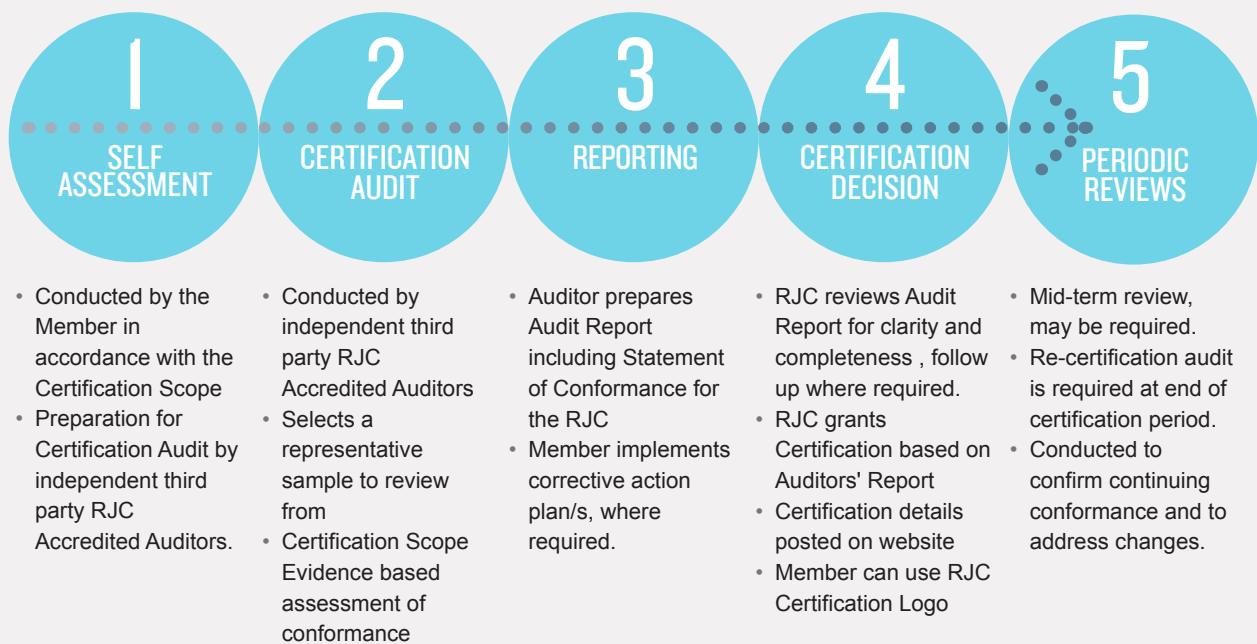 1
SELF
ASSESSMENT
• Conducted by the
Member in
accordance with the
Certification Scope
• Preparation for
Certification Audit by
independent third
party RJC
Accredited Auditors.
2
CERTIFICATION
AUDIT
• Conducted by
independent third
party RJC
Accredited Auditors
• Selects a
representative
sample to review
from
• Certification Scope
Evidence based
assessment of
conformance
3
REPORTING
• Auditor prepares
Audit Report
including Statement
of Conformance for
the RJC
• Member implements
corrective action
plan/s, where
required.
4
CERTIFICATION
DECISION
• RJC reviews Audit
Report for clarity and
completeness , follow
up where required.
• RJC grants
Certification based on
Auditors' Report
• Certification details
posted on website
• Member can use RJC
Certification Logo
5
PERIODIC
REVIEWS
• Mid-term review,
may be required.
• Re-certification audit
is required at end of
certification period.
• Conducted to
confirm continuing
conformance and to
address changes.